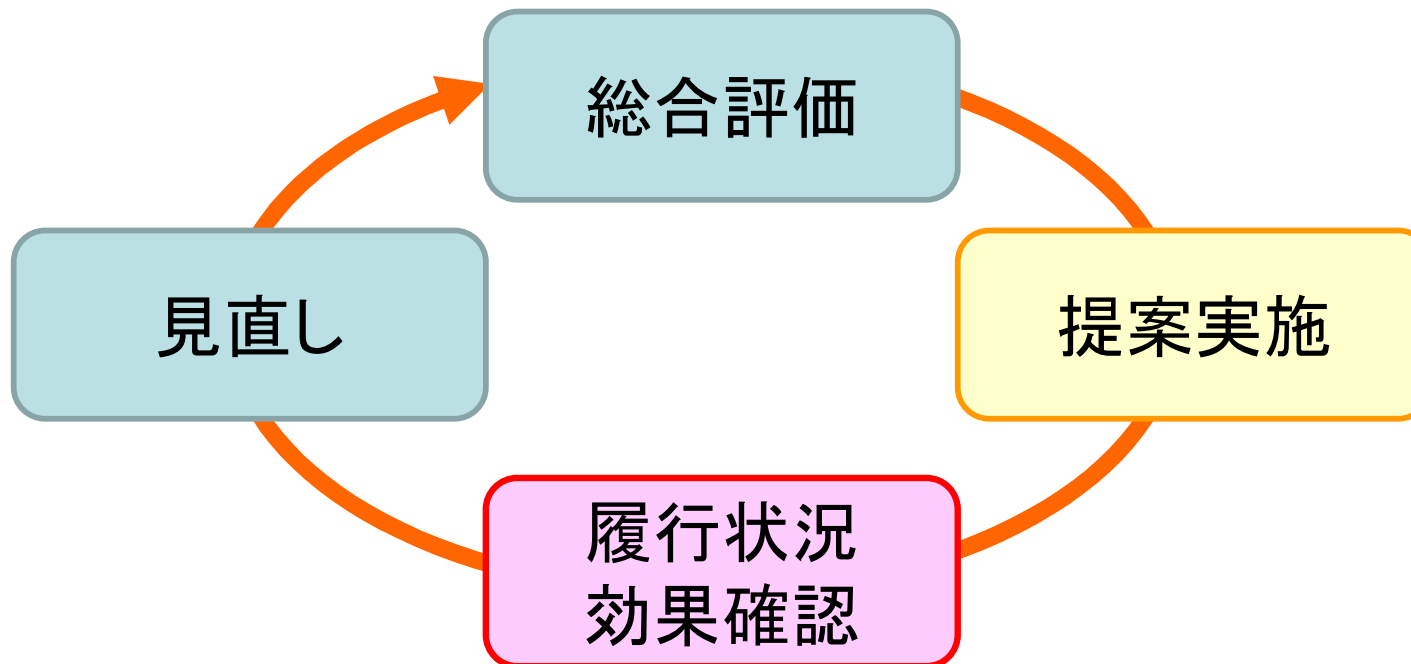 総合評価
見直し
提案実施
履行状況
効果確認